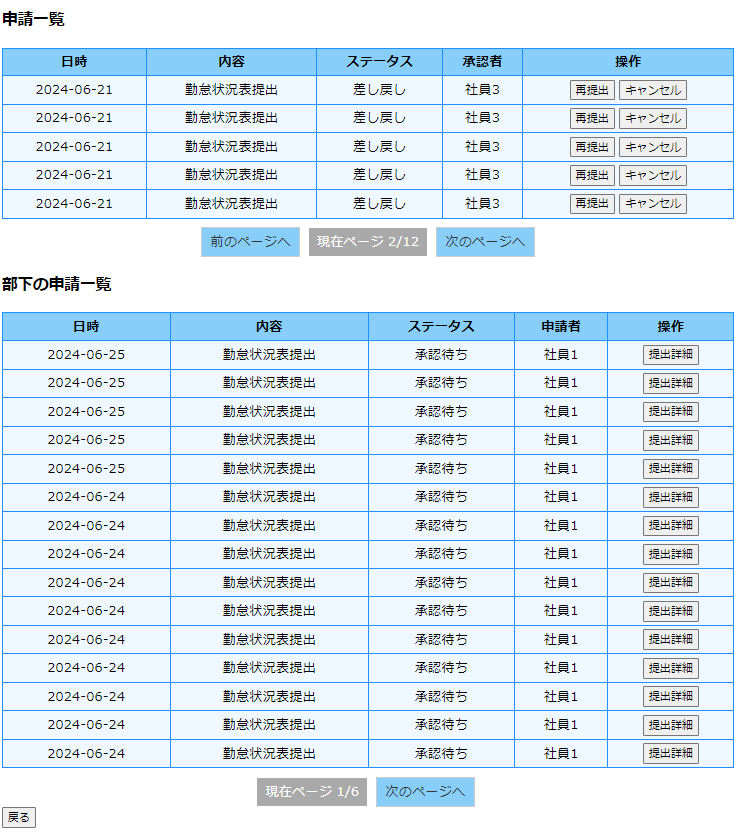 申請一覧
日時 内容 ステータス 承認者 操作
2024-06-21 勤怠状況表提出 差し戻し 社員3 再提出 キャンセル
2024-06-21 勤怠状況表提出 差し戻し 社員3 再提出 キャンセル
2024-06-21 勤怠状況表提出 差し戻し 社員3 再提出 キャンセル
2024-06-21 勤怠状況表提出 差し戻し 社員3 再提出 キャンセル
2024-06-21 勤怠状況表提出 差し戻し 社員3 再提出 キャンセル
前のページへ 現在ページ 2/12 次のページへ
部下の申請一覧
日時 内容 ステータス 申請者 操作
2024-06-25 勤怠状況表提出 承認待ち 社員1 提出詳細
2024-06-25 勤怠状況表提出 承認待ち 社員1 提出詳細
2024-06-25 勤怠状況表提出 承認待ち 社員1 提出詳細
2024-06-25 勤怠状況表提出 承認待ち 社員1 提出詳細
2024-06-25 勤怠状況表提出 承認待ち 社員1 提出詳細
2024-06-24 勤怠状況表提出 承認待ち 社員1 提出詳細
2024-06-24 勤怠状況表提出 承認待ち 社員1 提出詳細
2024-06-24 勤怠状況表提出 承認待ち 社員1 提出詳細
2024-06-24 勤怠状況表提出 承認待ち 社員1 提出詳細
2024-06-24 勤怠状況表提出 承認待ち 社員1 提出詳細
2024-06-24 勤怠状況表提出 承認待ち 社員1 提出詳細
2024-06-24 勤怠状況表提出 承認待ち 社員1 提出詳細
2024-06-24 勤怠状況表提出 承認待ち 社員1 提出詳細
2024-06-24 勤怠状況表提出 承認待ち 社員1 提出詳細
2024-06-24 勤怠状況表提出 承認待ち 社員1 提出詳細
現在ページ 1/6 次のページへ
戻る